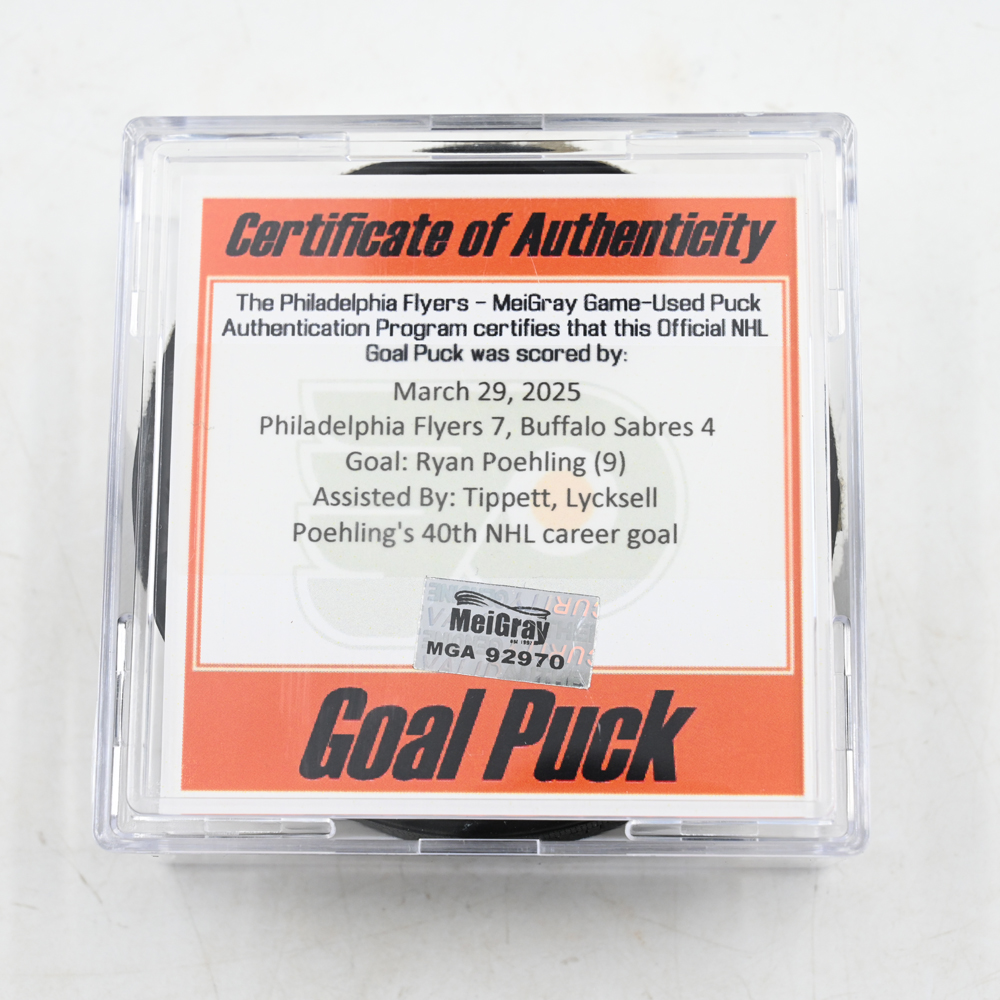 Certificate of Authenticity
The Philadelphia Flyers - MeiGray Game-Used Puck
Authentication Program certifies that this Official NHL
Goal Puck was scored by:
March 29, 2025
Philadelphia Flyers 7, Buffalo Sabres 4
Goal: Ryan Poehling (9)
Assisted By: Tippett, Lycksell
Poehling's 40th NHL career goal
MeiGray
MGA 92970
Goal Puck